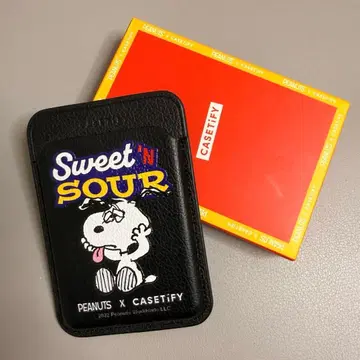 Sweet 'N
SOUR
PEANUTS X CASETiFY
CASETiFY